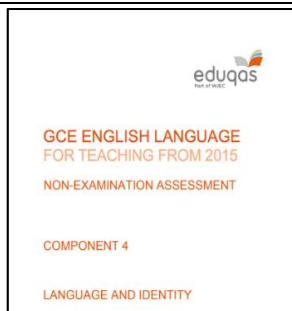 eduqas
Part of WJEC
GCE ENGLISH LANGUAGE
FOR TEACHING FROM 2015
NON-EXAMINATION ASSESSMENT
COMPONENT 4
LANGUAGE AND IDENTITY